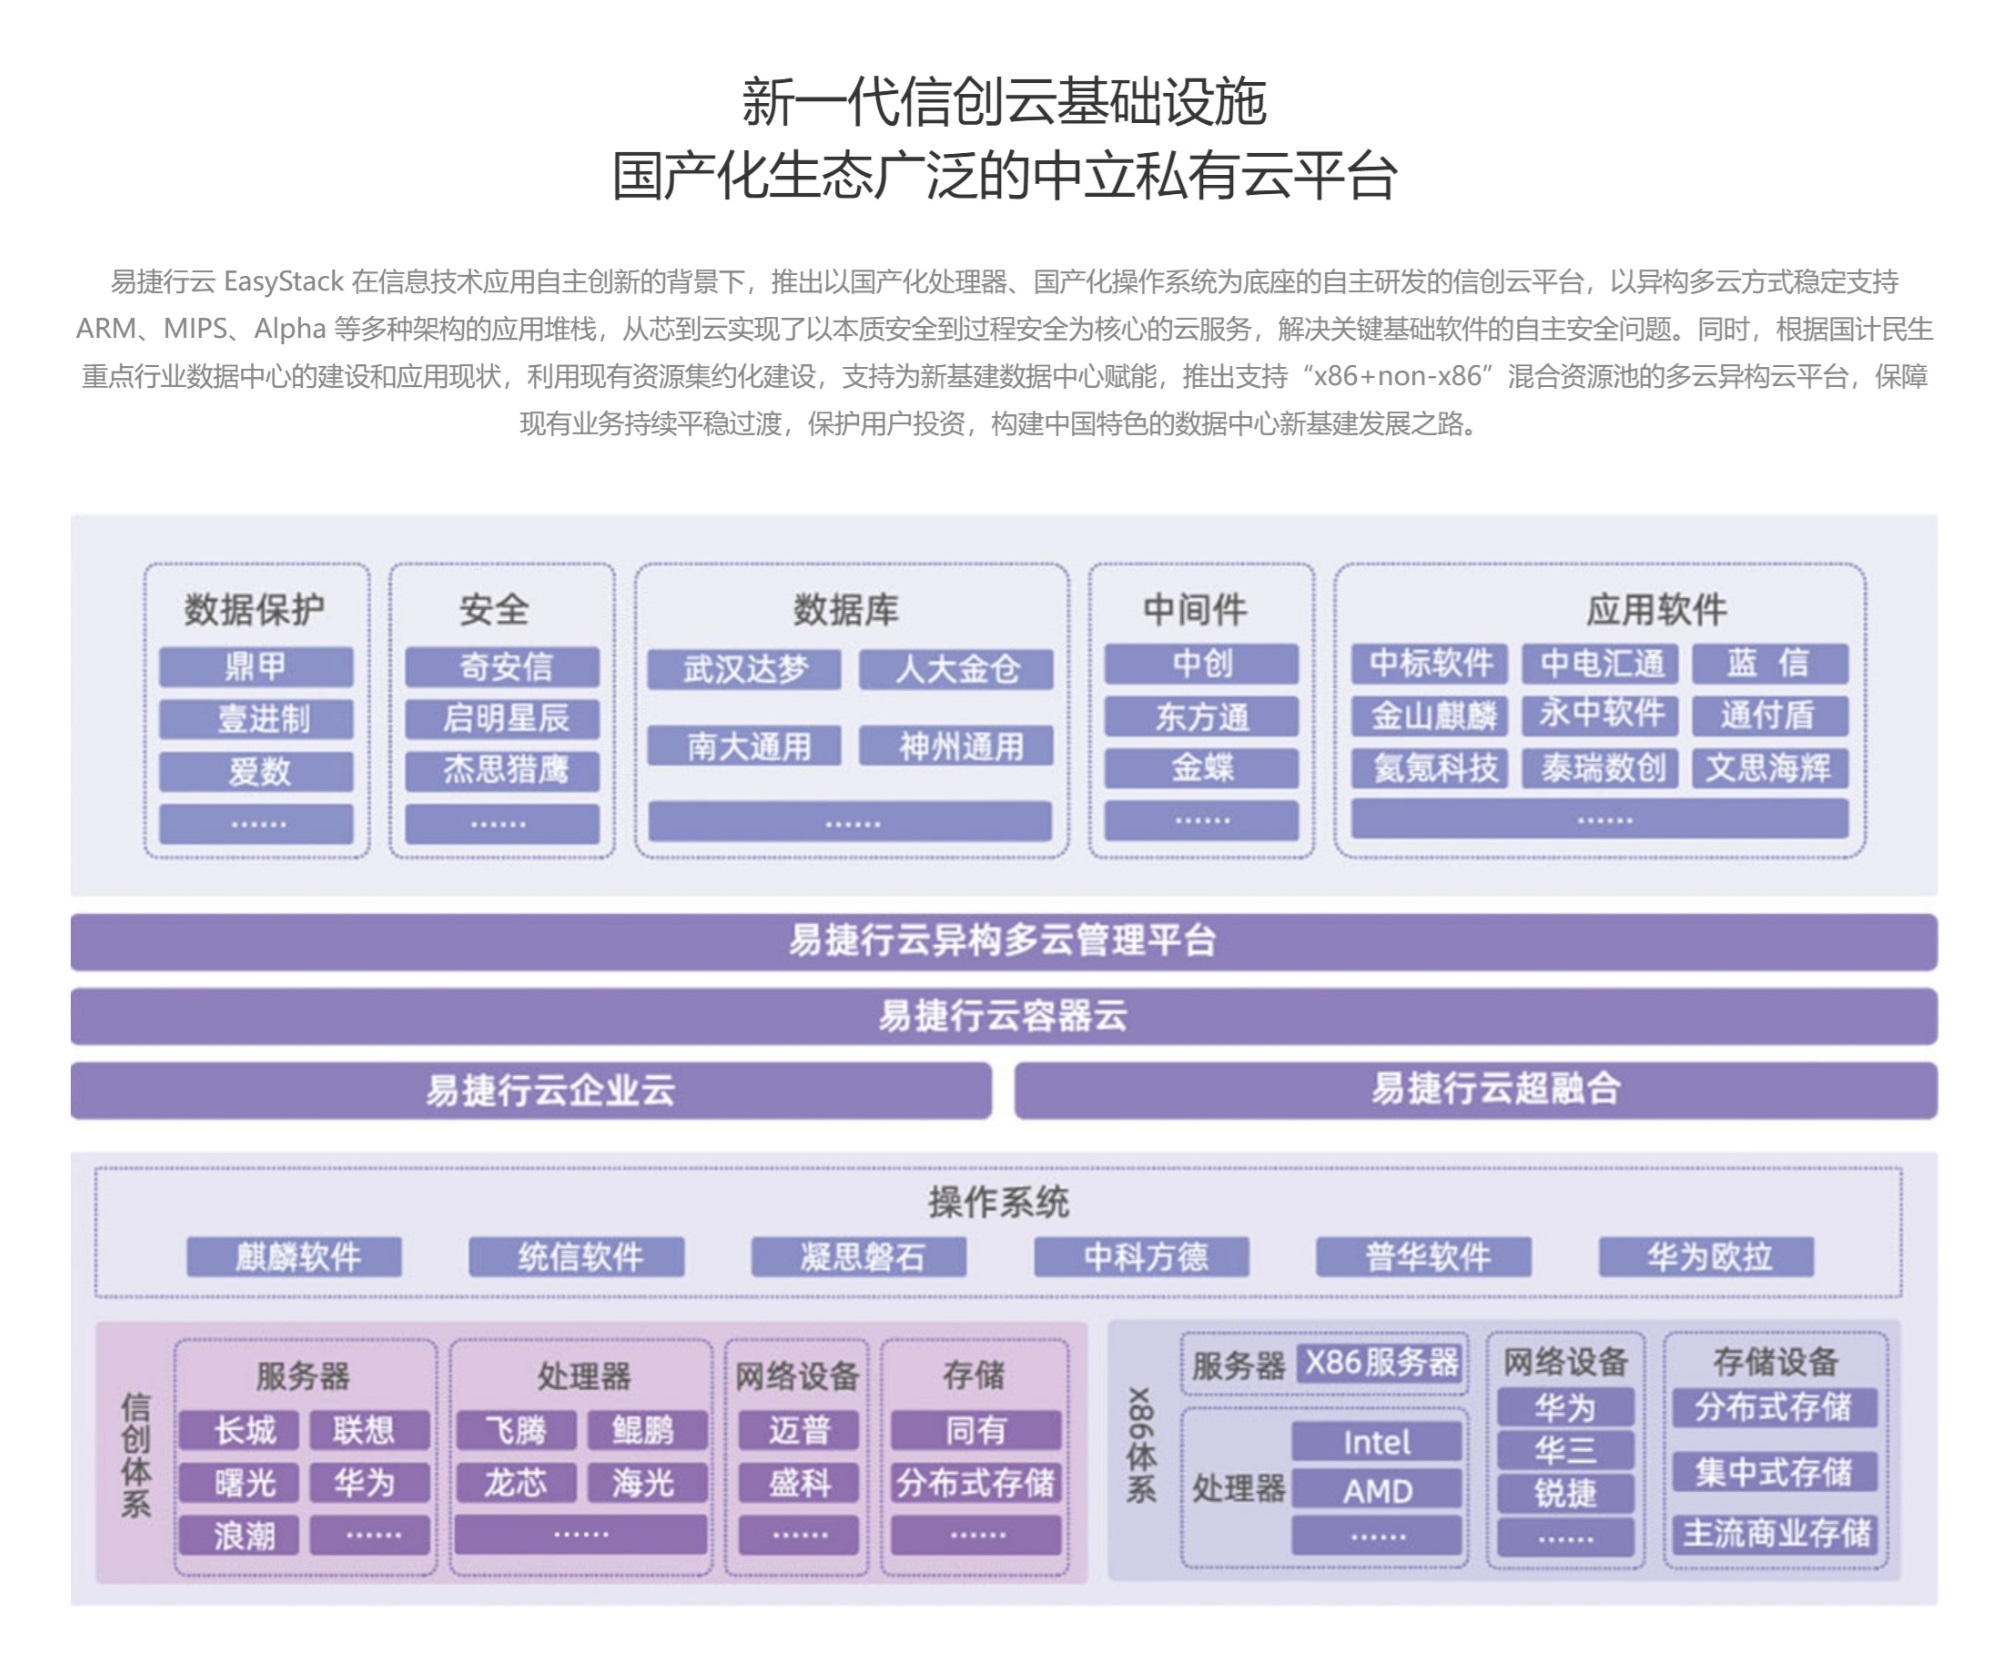 新一代信创云基础设施
国产化生态广泛的中立私有云平台
易捷行云 EasyStack 在信息技术应用自主创新的背景下，推出以国产化处理器、国产化操作系统为底座的自主研发的信创云平台，以异构多云方式稳定支持
ARM、MIPS、Alpha 等多种架构的应用堆栈，从芯到云实现了以本质安全到过程安全为核心的云服务，解决关键基础软件的自主安全问题。同时，根据国计民生
重点行业数据中心的建设和应用现状，利用现有资源集约化建设，支持为新基建数据中心赋能，推出支持“x86+non-x86”混合资源池的多云异构云平台，保障
现有业务持续平稳过渡，保护用户投资，构建中国特色的数据中心新基建发展之路。
数据保护
鼎甲
壹进制
爱数
……
安全
奇安信
启明星辰
杰思猎鹰
……
数据库
武汉达梦 人大金仓
南大通用 神州通用
……
中间件
中创
东方通
金蝶
……
应用软件
中标软件 中电汇通 蓝 信
金山麒麟 永中软件 通付盾
氦氪科技 泰瑞数创 文思海辉
……
易捷行云异构多云管理平台
易捷行云容器云
易捷行云企业云 易捷行云超融合
操作系统
麒麟软件 统信软件 凝思磐石 中科方德 普华软件 华为欧拉
信创体系
服务器
长城 联想
曙光 华为
浪潮 ……
处理器
飞腾 鲲鹏
龙芯 海光
……
网络设备
迈普
盛科
……
存储
同有
分布式存储
……
x86体系
服务器 X86服务器
处理器
Intel
AMD
……
网络设备
华为
华三
锐捷
……
存储设备
分布式存储
集中式存储
主流商业存储